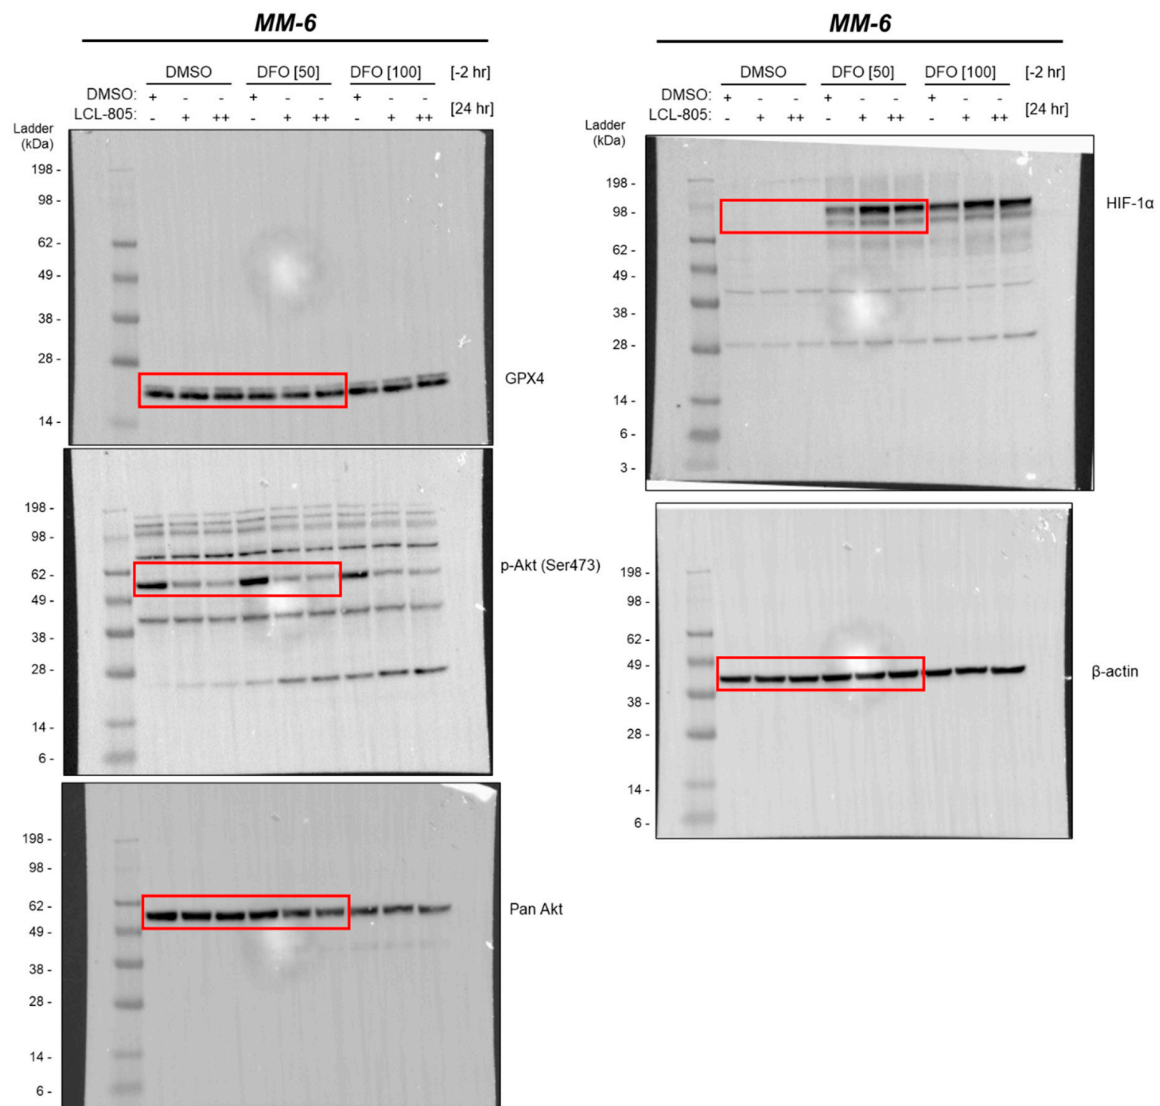 MM-6
DMSO DFO [50] DFO [100] [-2 hr]
DMSO: + - - + - - + - -
LCL-805: - + ++ - + ++ - + ++ [24 hr]
Ladder
(kDa)
198 -
98 -
62 -
49 -
38 -
28 -
14 -
GPX4
198 -
98 -
62 -
49 -
38 -
28 -
14 -
6 -
p-Akt (Ser473)
198 -
98 -
62 -
49 -
38 -
28 -
14 -
6 -
Pan Akt
MM-6
DMSO DFO [50] DFO [100] [-2 hr]
DMSO: + - - + - - + - -
LCL-805: - + ++ - + ++ - + ++ [24 hr]
Ladder
(kDa)
198 -
98 -
62 -
49 -
38 -
28 -
14 -
6 -
3 -
HIF-1α
198 -
98 -
62 -
49 -
38 -
28 -
14 -
6 -
β-actin